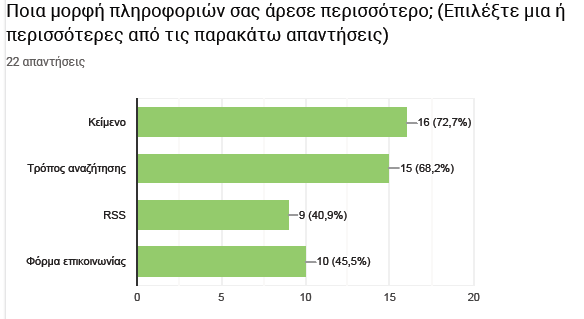 Ποια μορφή πληροφοριών σας άρεσε περισσότερο; (Επιλέξτε μια ή
περισσότερες από τις παρακάτω απαντήσεις)
22 απαντήσεις
Κείμενο 16 (72,7%)
Τρόπος αναζήτησης 15 (68,2%)
RSS 9 (40,9%)
Φόρμα επικοινωνίας 10 (45,5%)
0 5 10 15 20